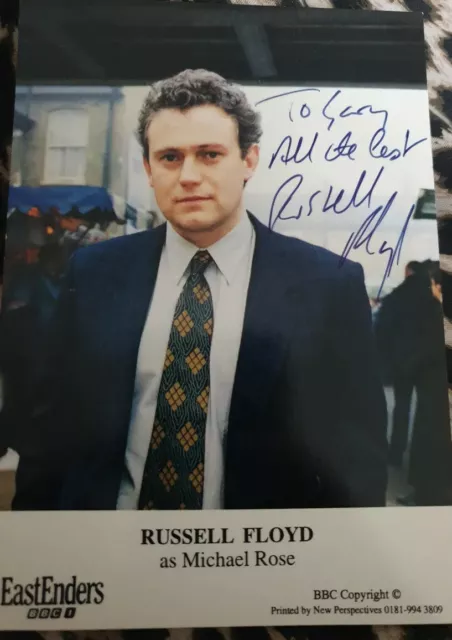 To Gary
All the best
Russell
Floyd
RUSSELL FLOYD
as Michael Rose
EastEnders
BBC 1
BBC Copyright ©
Printed by New Perspectives 0181-994 3809